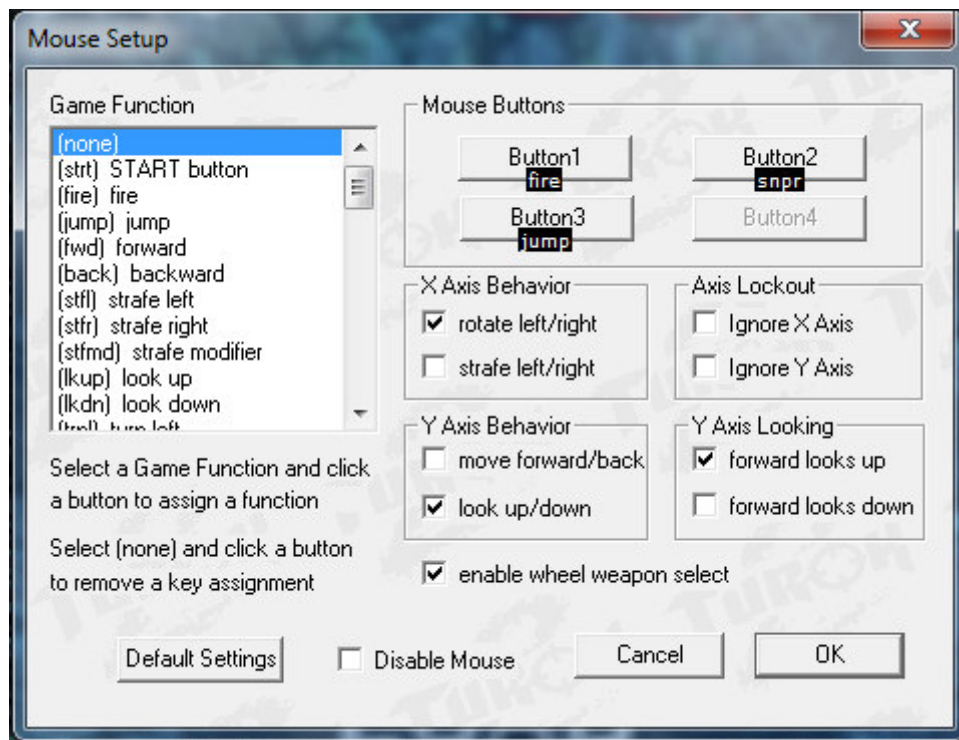 Mouse Setup
Game Function
(none)
(strt) START button
(fire) fire
(jump) jump
(fwd) forward
(back) backward
(stfl) strafe left
(stfr) strafe right
(stfmd) strafe modifier
(lkup) look up
(lkdn) look down
(trnl) turn left
Select a Game Function and click
a button to assign a function
Select (none) and click a button
to remove a key assignment
Mouse Buttons
Button1
fire
Button2
snpr
Button3
jump
Button4
X Axis Behavior
rotate left/right
strafe left/right
Axis Lockout
Ignore X Axis
Ignore Y Axis
Y Axis Behavior
move forward/back
look up/down
Y Axis Looking
forward looks up
forward looks down
enable wheel weapon select
Default Settings
Disable Mouse
Cancel
OK
TUROK